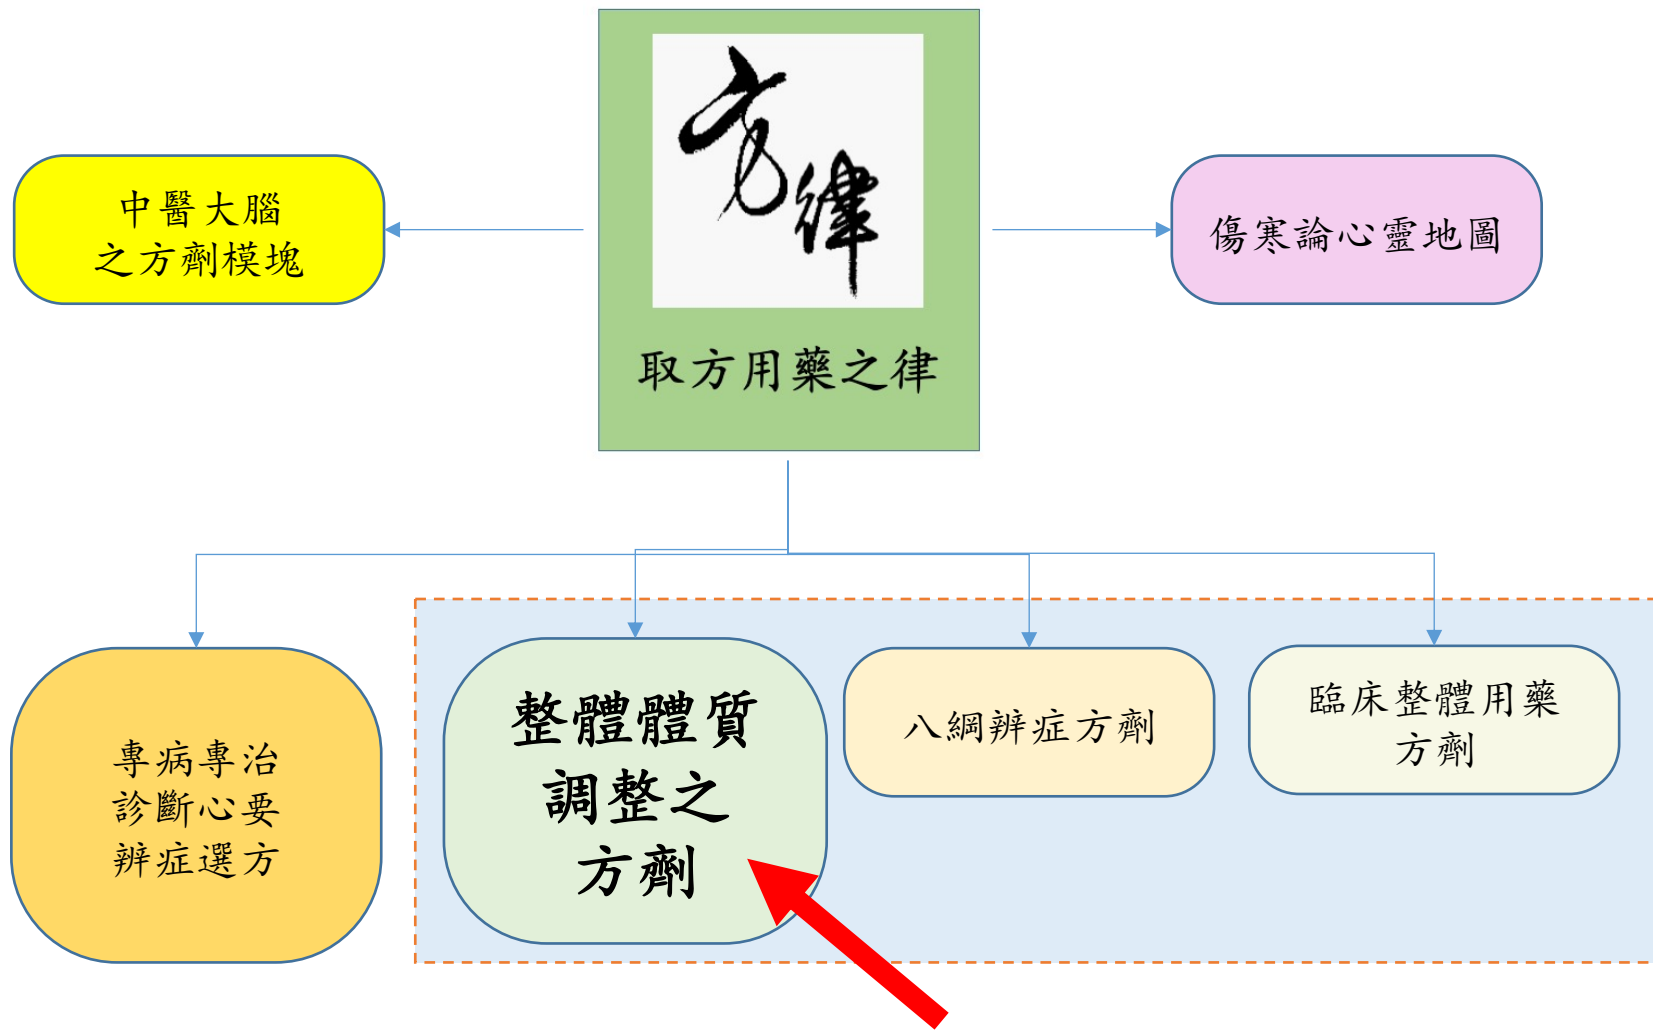 方律
取方用藥之律
中醫大腦
之方劑模塊
傷寒論心靈地圖
專病專治
診斷心要
辨症選方
整體體質
調整之
方劑
八綱辨症方劑
臨床整體用藥
方劑